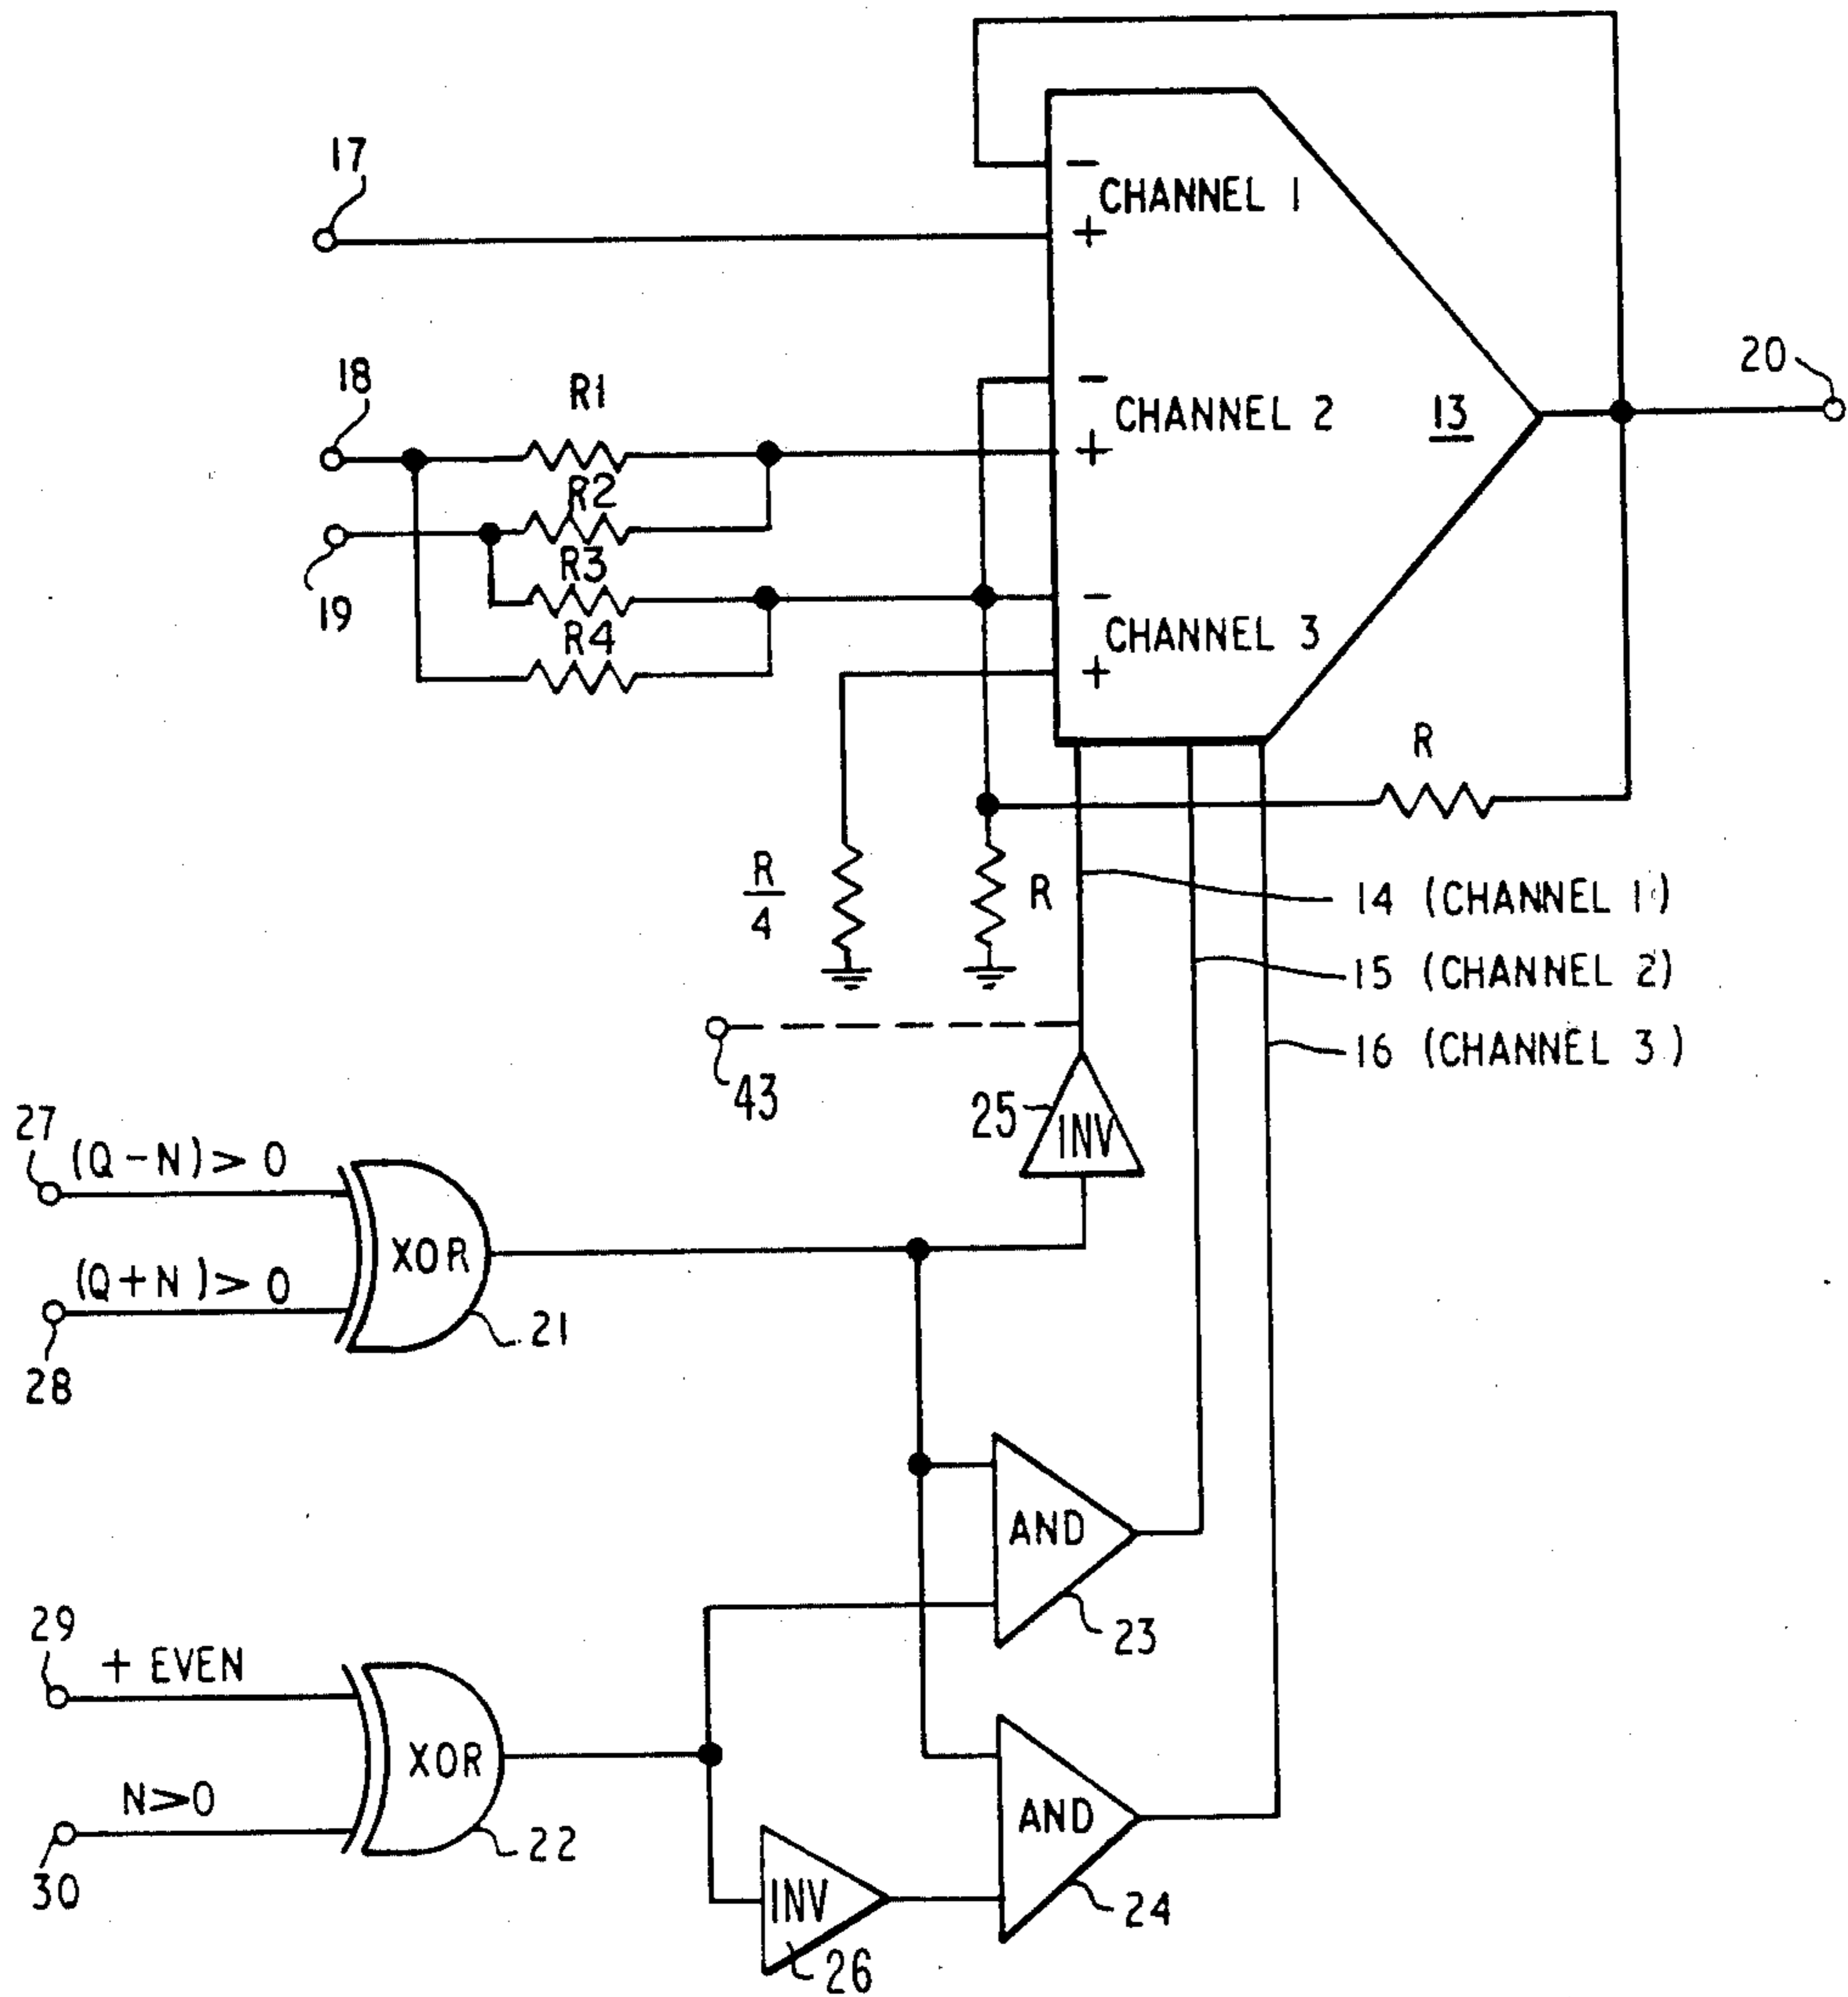 17
- CHANNEL 1
+
18
R1
- CHANNEL 2
+
13
20
R2
19
R3
- CHANNEL 3
R4
+
R
R
4
R
14 (CHANNEL 1)
15 (CHANNEL 2)
16 (CHANNEL 3)
43
25
INV
27
(Q-N)>0
XOR
(Q+N)>0
21
28
AND
23
29
+ EVEN
XOR
N>0
22
30
AND
24
INV
26